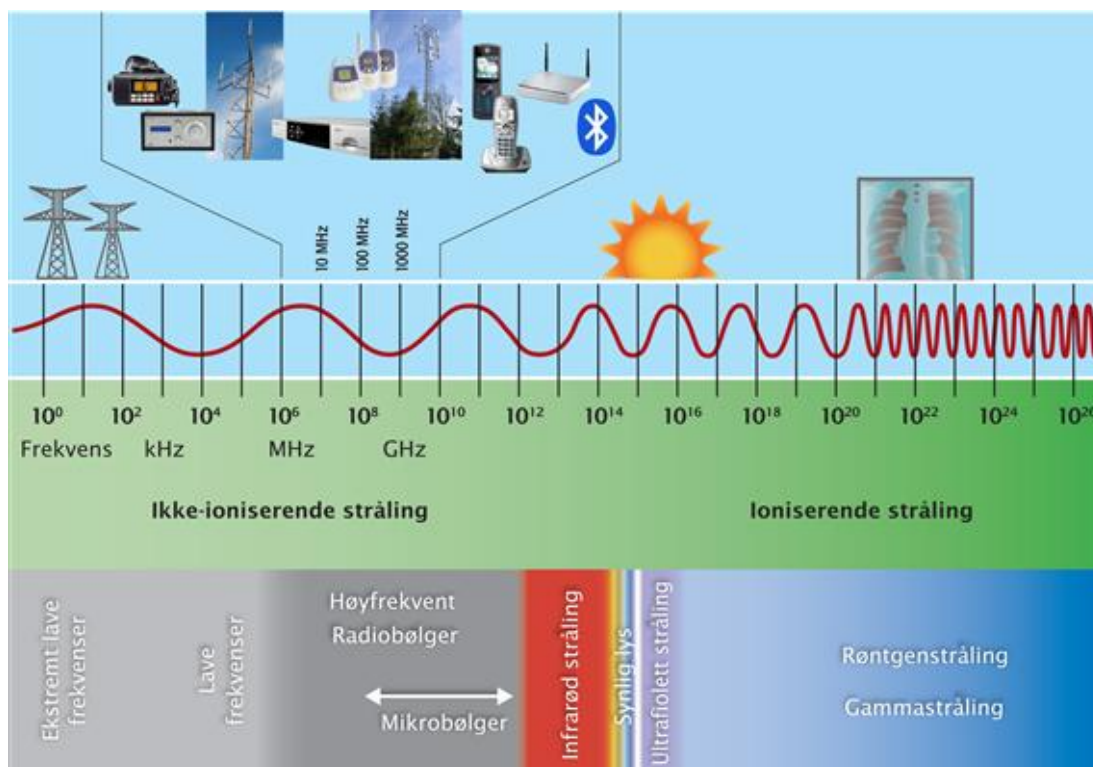 10 MHz
100 MHz
1000 MHz
10⁰ 10² 10⁴ 10⁶ 10⁸ 10¹⁰ 10¹² 10¹⁴ 10¹⁶ 10¹⁸ 10²⁰ 10²² 10²⁴ 10²⁶
Frekvens kHz MHz GHz
Ikke-ioniserende stråling Ioniserende stråling
Ekstremt lave
frekvenser
Lave
frekvenser
Høyfrekvent
Radiobølger
Mikrobølger
Infrarød stråling
Synlig lys
Ultrafiolett stråling
Røntgenstråling
Gammastråling